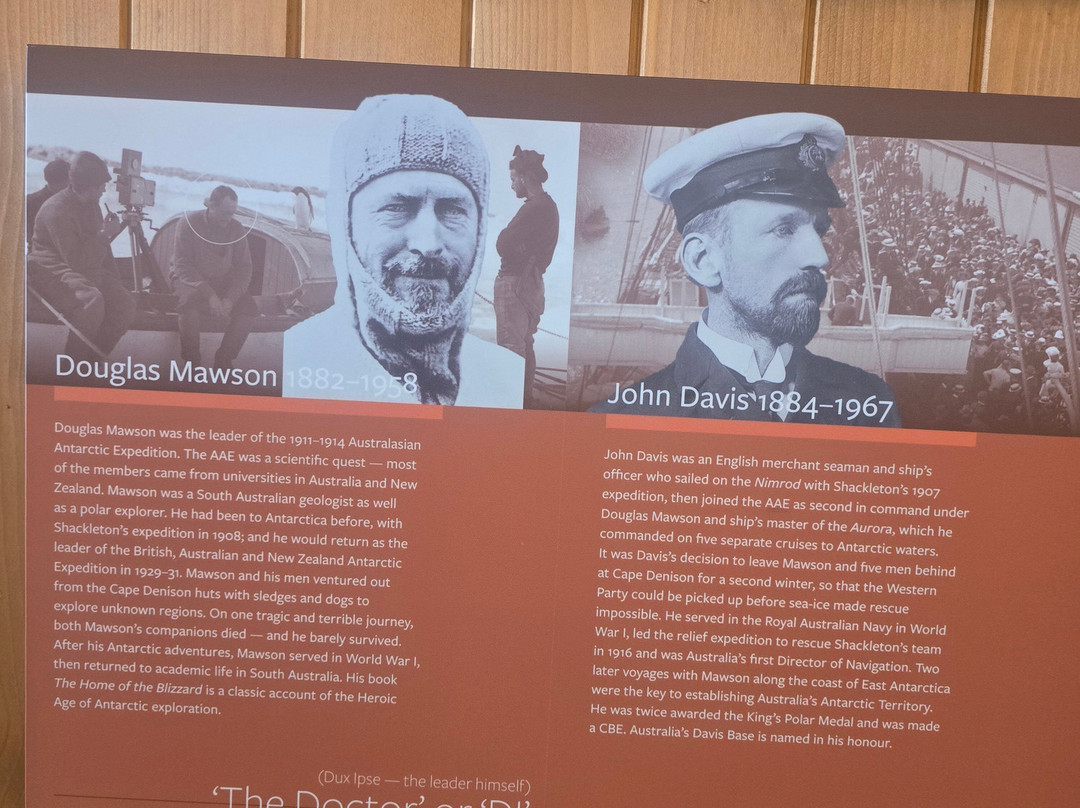 Douglas Mawson 1882–1958
Douglas Mawson was the leader of the 1911–1914 Australasian
Antarctic Expedition. The AAE was a scientific quest — most
of the members came from universities in Australia and New
Zealand. Mawson was a South Australian geologist as well
as a polar explorer. He had been to Antarctica before, with
Shackleton's expedition in 1908; and he would return as the
leader of the British, Australian and New Zealand Antarctic
Expedition in 1929–31. Mawson and his men ventured out
from the Cape Denison huts with sledges and dogs to
explore unknown regions. On one tragic and terrible journey,
both Mawson's companions died — and he barely survived.
After his Antarctic adventures, Mawson served in World War I,
then returned to academic life in South Australia. His book
The Home of the Blizzard is a classic account of the Heroic
Age of Antarctic exploration.
(Dux Ipse — the leader himself)
'The Doctor' or 'D.I.'
John Davis 1884–1967
John Davis was an English merchant seaman and ship's
officer who sailed on the Nimrod with Shackleton's 1907
expedition, then joined the AAE as second in command under
Douglas Mawson and ship's master of the Aurora, which he
commanded on five separate cruises to Antarctic waters.
It was Davis's decision to leave Mawson and five men behind
at Cape Denison for a second winter, so that the Western
Party could be picked up before sea-ice made rescue
impossible. He served in the Royal Australian Navy in World
War I, led the relief expedition to rescue Shackleton's team
in 1916 and was Australia's first Director of Navigation. Two
later voyages with Mawson along the coast of East Antarctica
were the key to establishing Australia's Antarctic Territory.
He was twice awarded the King's Polar Medal and was made
a CBE. Australia's Davis Base is named in his honour.